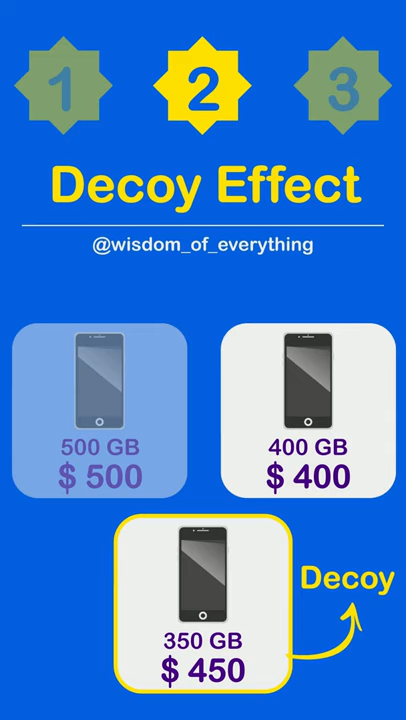 1 2 3
Decoy Effect
@wisdom_of_everything
500 GB
$ 500
400 GB
$ 400
350 GB
$ 450
Decoy